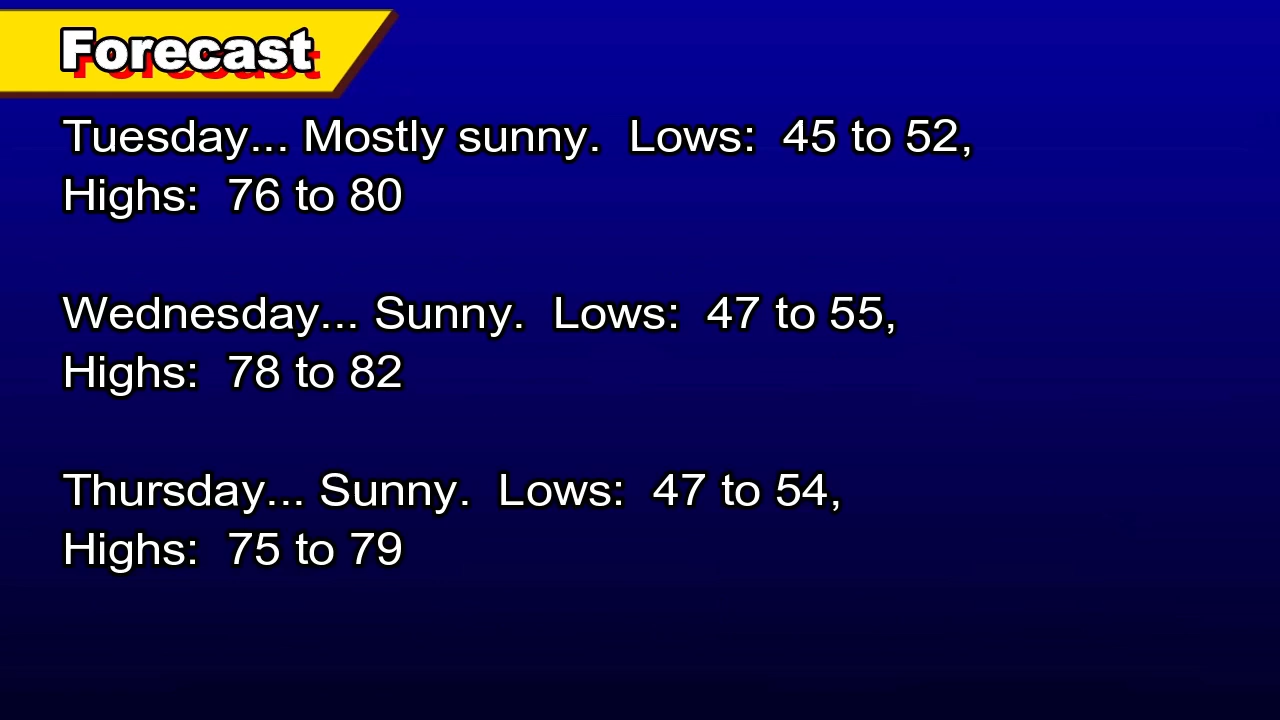 Forecast
Tuesday... Mostly sunny.  Lows:  45 to 52,
Highs:  76 to 80
Wednesday... Sunny.  Lows:  47 to 55,
Highs:  78 to 82
Thursday... Sunny.  Lows:  47 to 54,
Highs:  75 to 79